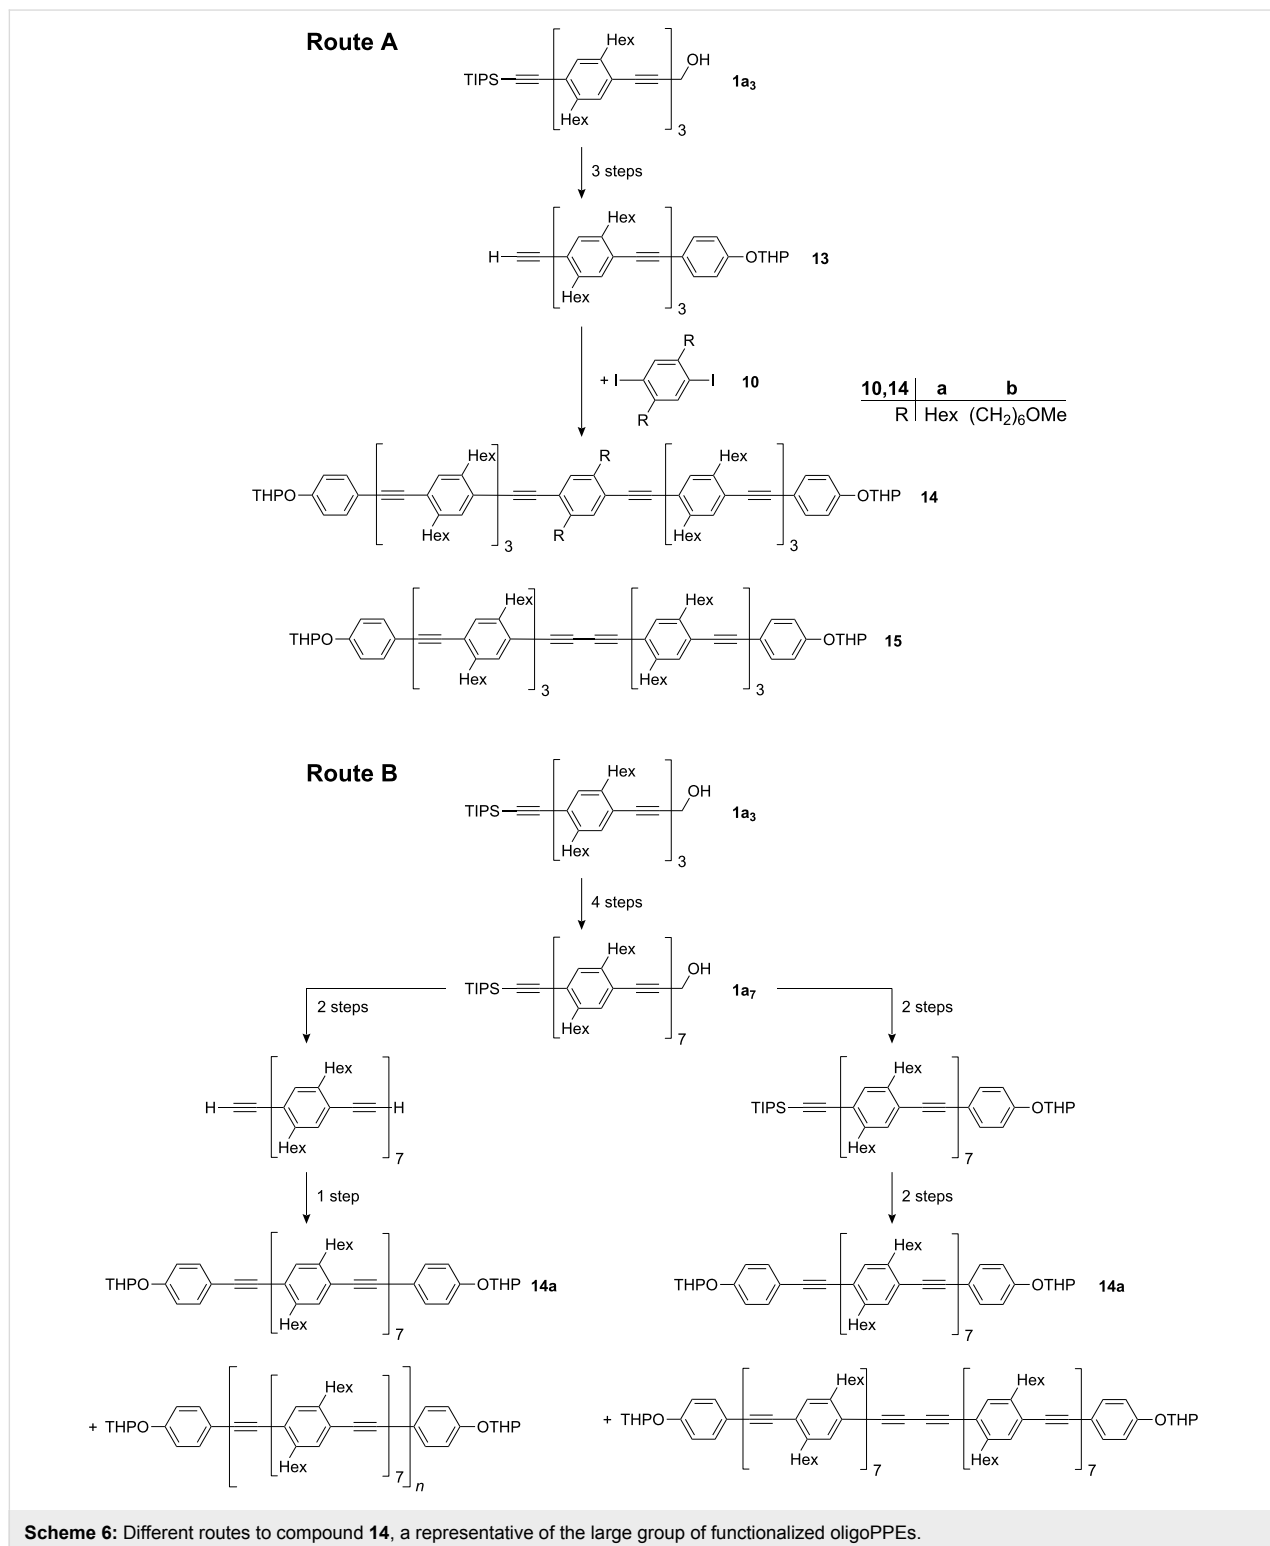 Route A
Hex
TIPS
OH
1a3
Hex
3
3 steps
Hex
H
OTHP
13
Hex
3
R
+ I
I
10
R
10,14 a b
R Hex (CH2)6OMe
Hex
R
Hex
THPO
OTHP
14
Hex
R
Hex
3
3
Hex
Hex
THPO
OTHP
15
Hex
Hex
3
3
Route B
Hex
TIPS
OH
1a3
Hex
3
4 steps
Hex
TIPS
OH
1a7
Hex
7
2 steps
2 steps
Hex
H
H
Hex
7
Hex
TIPS
OTHP
Hex
7
1 step
2 steps
Hex
THPO
OTHP
14a
Hex
7
Hex
THPO
OTHP
14a
Hex
7
Hex
+ THPO
OTHP
Hex
7
n
Hex
Hex
+ THPO
OTHP
Hex
Hex
7
7
Scheme 6: Different routes to compound 14, a representative of the large group of functionalized oligoPPEs.